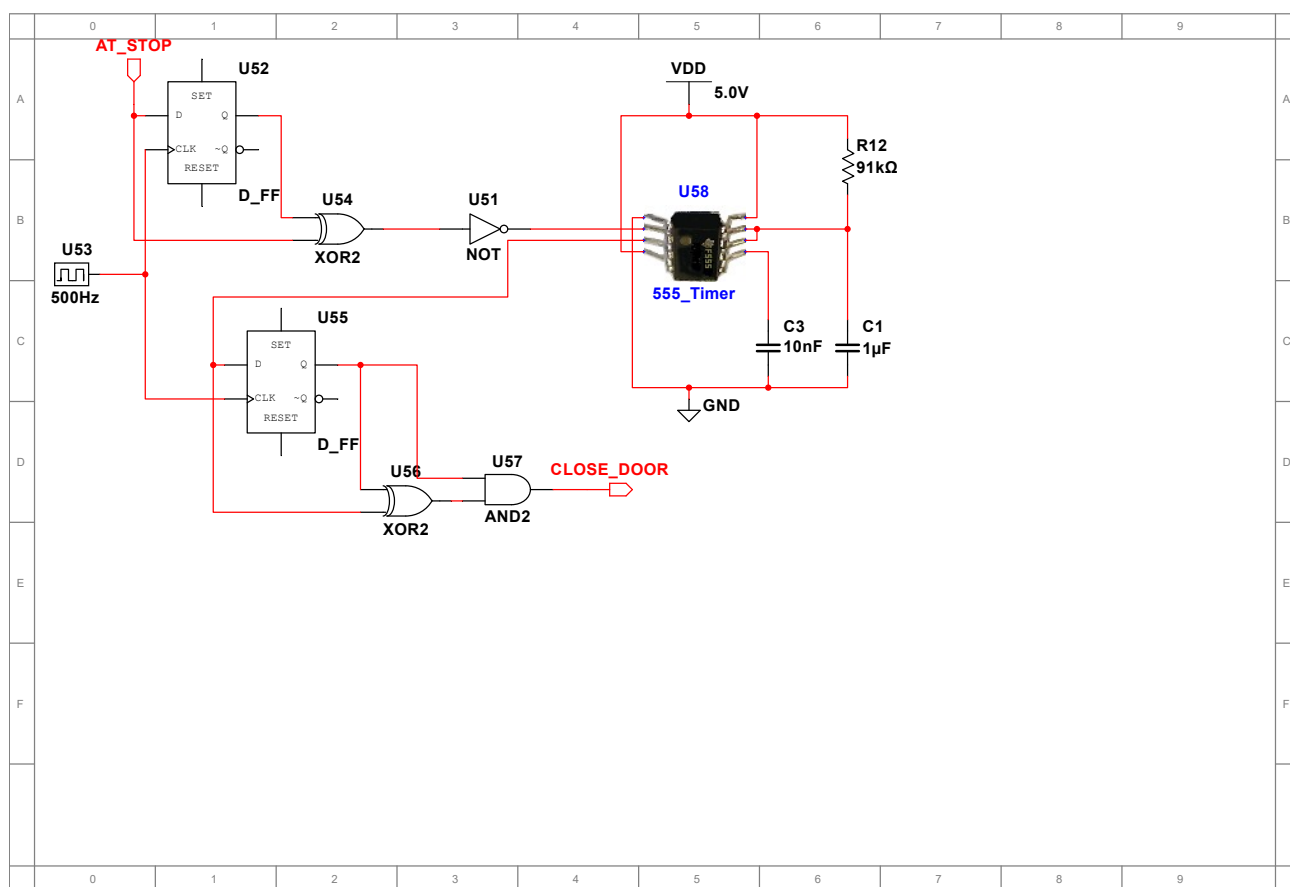 0 1 2 3 4 5 6 7 8 9
AT_STOP
U52
SET
D Q
CLK ~Q
RESET
D_FF
VDD
5.0V
A A
R12
91kΩ
U58
U54
XOR2
U51
NOT
B B
U53
500Hz
555_Timer
U55
SET
D Q
CLK ~Q
RESET
D_FF
C3
10nF
C1
1µF
C C
GND
U56
XOR2
U57
AND2
CLOSE_DOOR
D D
E E
F F
0 1 2 3 4 5 6 7 8 9